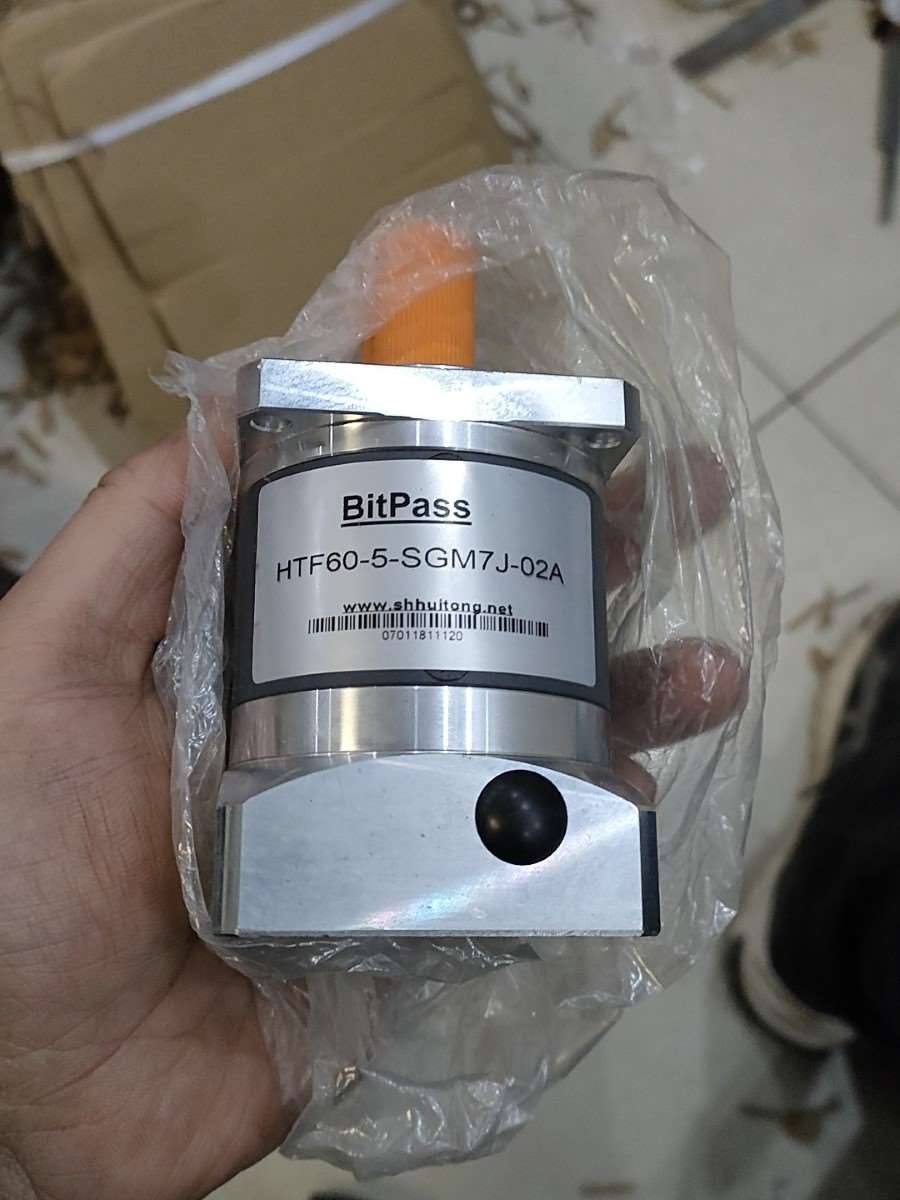 BitPass
HTF60-5-SGM7J-02A
www.shhuitong.net
07011811120